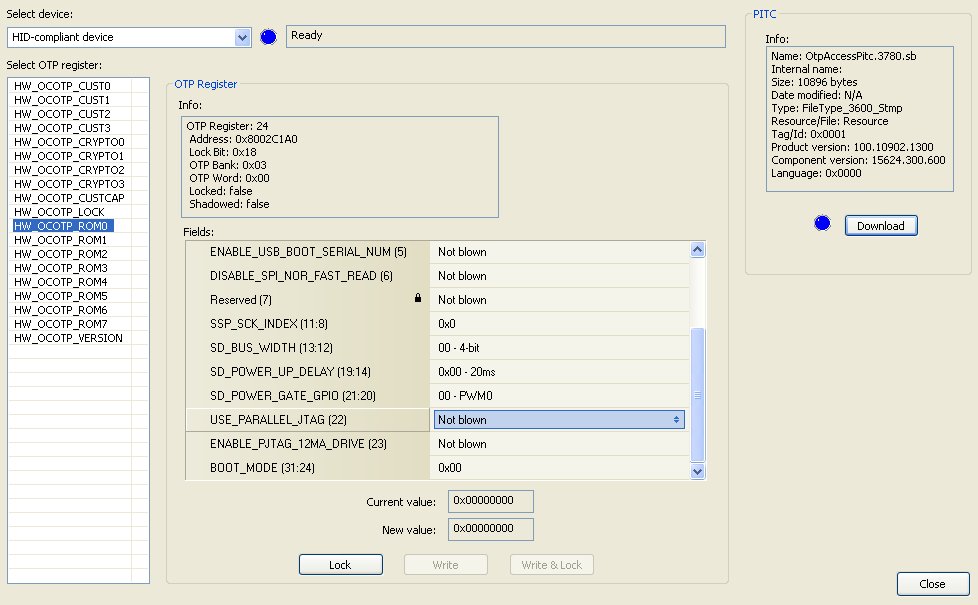 Select device:
HID-compliant device
Ready
Select OTP register:
HW_OCOTP_CUST0
HW_OCOTP_CUST1
HW_OCOTP_CUST2
HW_OCOTP_CUST3
HW_OCOTP_CRYPTO0
HW_OCOTP_CRYPTO1
HW_OCOTP_CRYPTO2
HW_OCOTP_CRYPTO3
HW_OCOTP_CUSTCAP
HW_OCOTP_LOCK
HW_OCOTP_ROM0
HW_OCOTP_ROM1
HW_OCOTP_ROM2
HW_OCOTP_ROM3
HW_OCOTP_ROM4
HW_OCOTP_ROM5
HW_OCOTP_ROM6
HW_OCOTP_ROM7
HW_OCOTP_VERSION
OTP Register
Info:
OTP Register: 24
Address: 0x8002C1A0
Lock Bit: 0x18
OTP Bank: 0x03
OTP Word: 0x00
Locked: false
Shadowed: false
Fields:
ENABLE_USB_BOOT_SERIAL_NUM (5) Not blown
DISABLE_SPI_NOR_FAST_READ (6) Not blown
Reserved (7) Not blown
SSP_SCK_INDEX (11:8) 0x0
SD_BUS_WIDTH (13:12) 00 - 4-bit
SD_POWER_UP_DELAY (19:14) 0x00 - 20ms
SD_POWER_GATE_GPIO (21:20) 00 - PWM0
USE_PARALLEL_JTAG (22) Not blown
ENABLE_PJTAG_12MA_DRIVE (23) Not blown
BOOT_MODE (31:24) 0x00
Current value: 0x00000000
New value: 0x00000000
Lock Write Write & Lock
PITC
Info:
Name: OtpAccessPitc.3780.sb
Internal name:
Size: 10896 bytes
Date modified: N/A
Type: FileType_3600_Stmp
Resource/File: Resource
Tag/Id: 0x0001
Product version: 100.10902.1300
Component version: 15624.300.600
Language: 0x0000
Download
Close